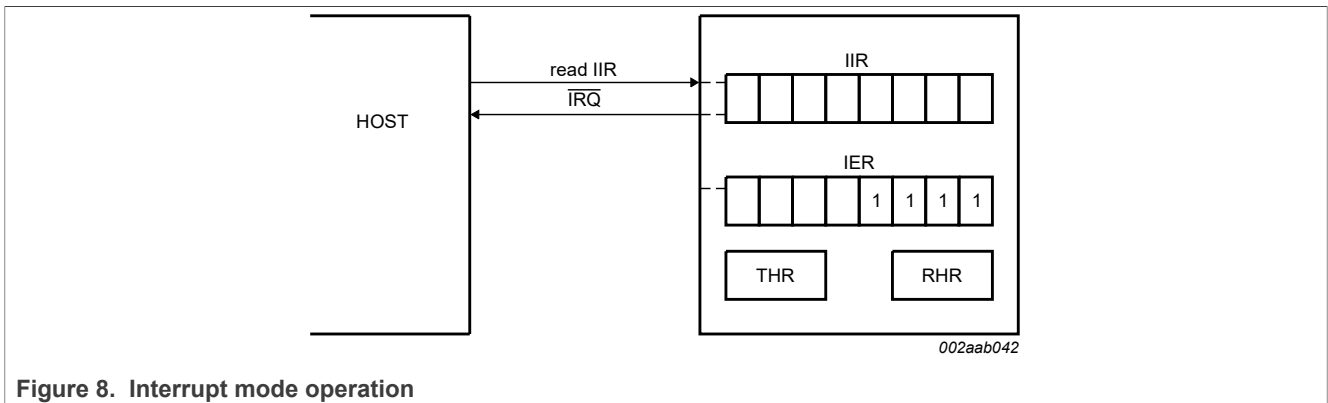 read IIR
IIR
IRQ
HOST
IER
1 1 1 1
THR RHR
002aab042
Figure 8. Interrupt mode operation